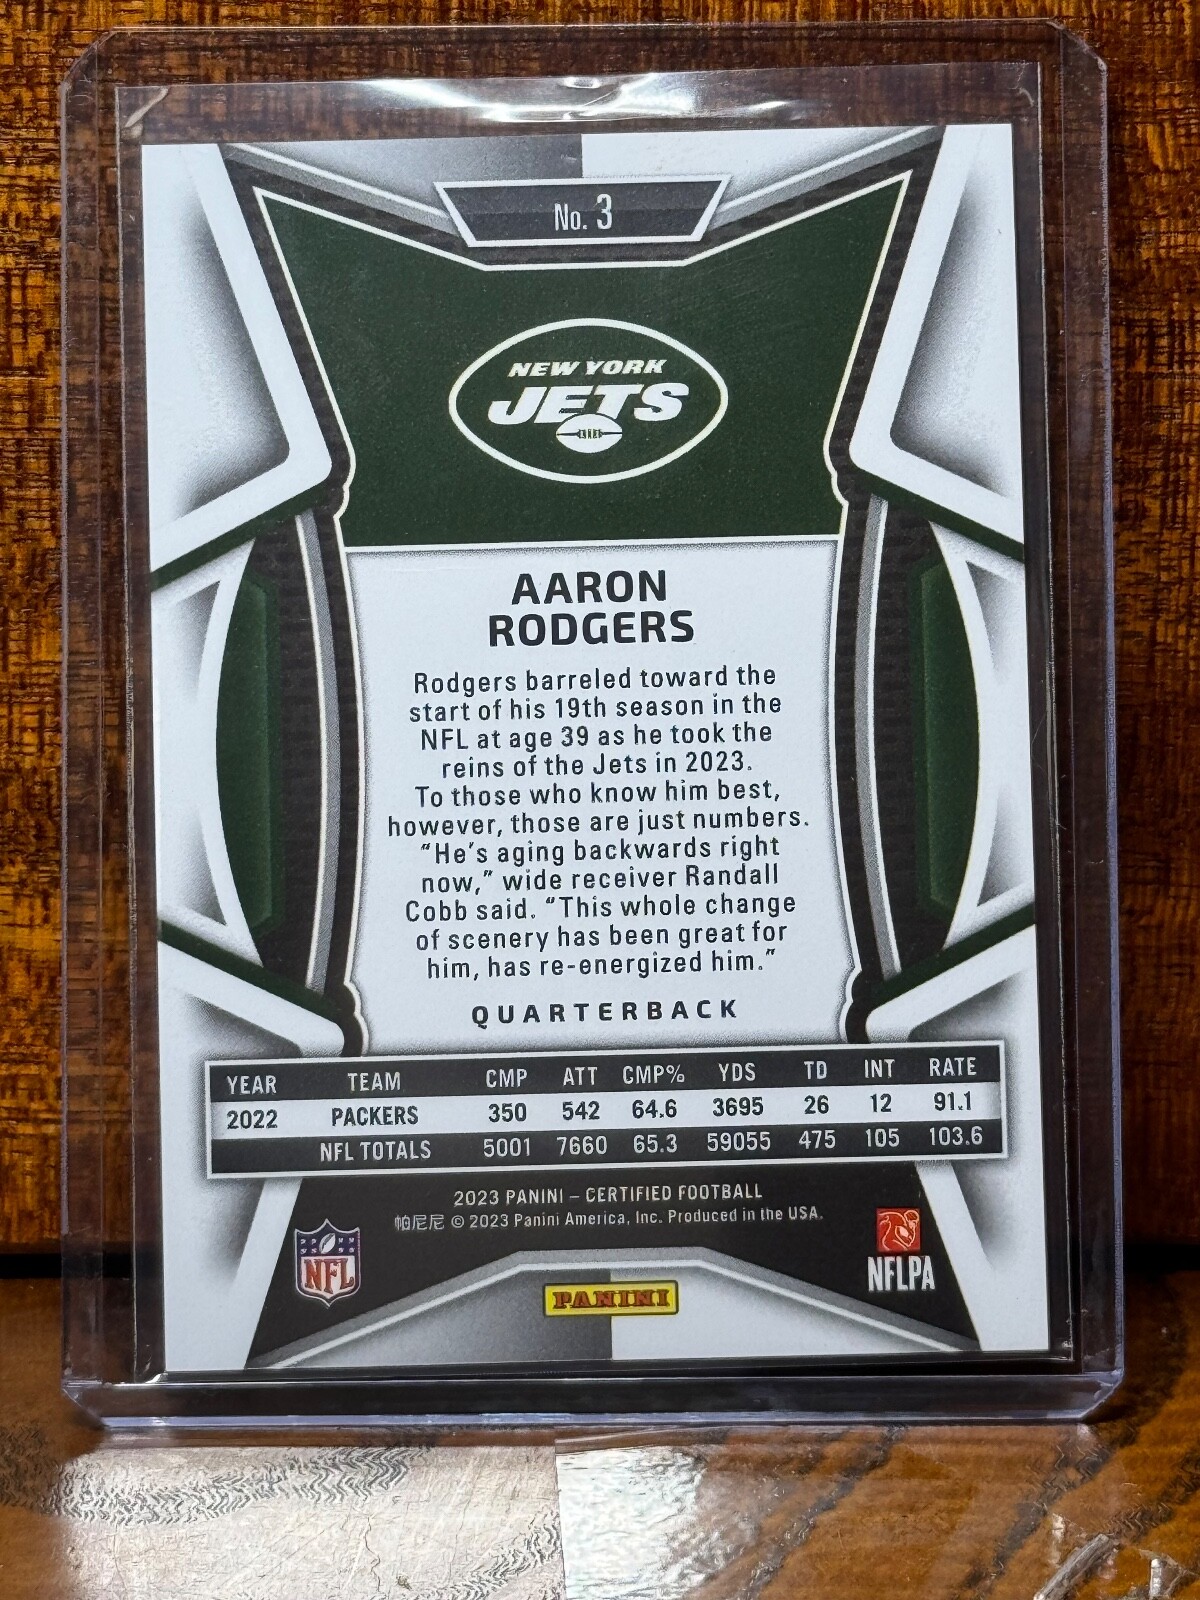 No. 3
NEW YORK
JETS
AARON
RODGERS
Rodgers barreled toward the
start of his 19th season in the
NFL at age 39 as he took the
reins of the Jets in 2023.
To those who know him best,
however, those are just numbers.
“He’s aging backwards right
now,” wide receiver Randall
Cobb said. “This whole change
of scenery has been great for
him, has re-energized him.”
QUARTERBACK
YEAR TEAM CMP ATT CMP% YDS TD INT RATE
2022 PACKERS 350 542 64.6 3695 26 12 91.1
NFL TOTALS 5001 7660 65.3 59055 475 105 103.6
2023 PANINI – CERTIFIED FOOTBALL
帕尼尼 © 2023 Panini America, Inc. Produced in the USA.
NFL
NFLPA
PANINI